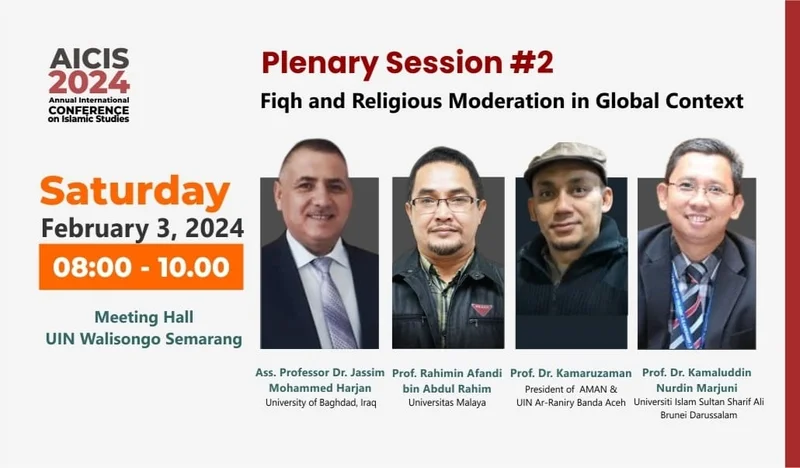 AICIS
2024
Annual International
CONFERENCE
on Islamic Studies
Plenary Session #2
Fiqh and Religious Moderation in Global Context
Saturday
February 3, 2024
08:00 - 10.00
Meeting Hall
UIN Walisongo Semarang
Ass. Professor Dr. Jassim
Mohammed Harjan
University of Baghdad, Iraq
Prof. Rahimin Afandi
bin Abdul Rahim
Universitas Malaya
Prof. Dr. Kamaruzaman
President of AMAN &
UIN Ar-Raniry Banda Aceh
Prof. Dr. Kamaluddin
Nurdin Marjuni
Universiti Islam Sultan Sharif Ali
Brunei Darussalam